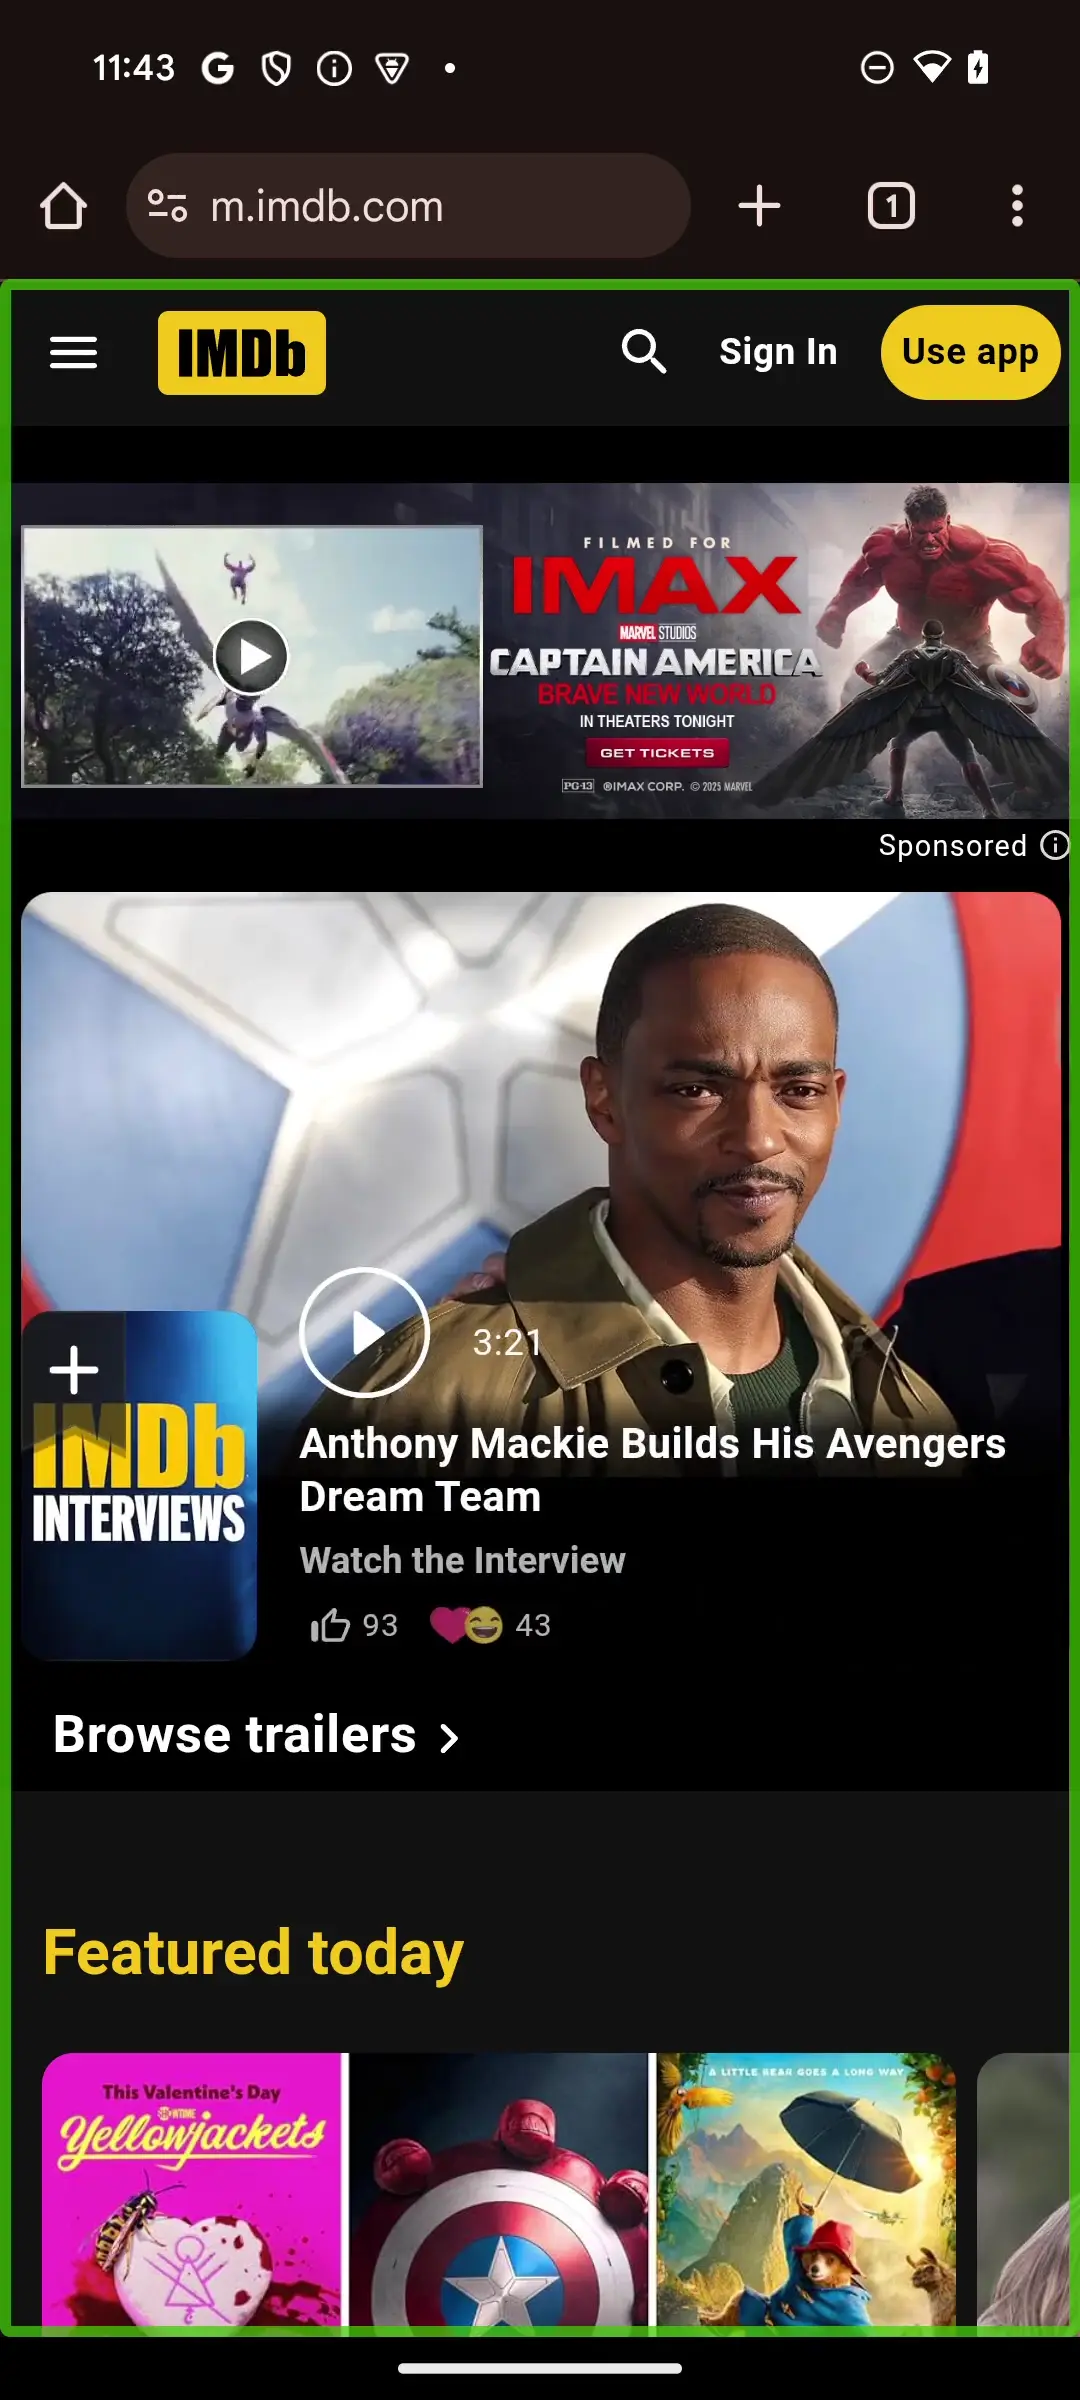 11:43
m.imdb.com
1
IMDb
Sign In
Use app
FILMED FOR
IMAX
MARVEL STUDIOS
CAPTAIN AMERICA
BRAVE NEW WORLD
IN THEATERS TONIGHT
GET TICKETS
PG-13 ®IMAX CORP. © 2025 MARVEL
Sponsored
3:21
IMDb
INTERVIEWS
Anthony Mackie Builds His Avengers
Dream Team
Watch the Interview
93 43
Browse trailers
Featured today
This Valentine's Day
SHOWTIME
Yellowjackets
A LITTLE BEAR GOES A LONG WAY